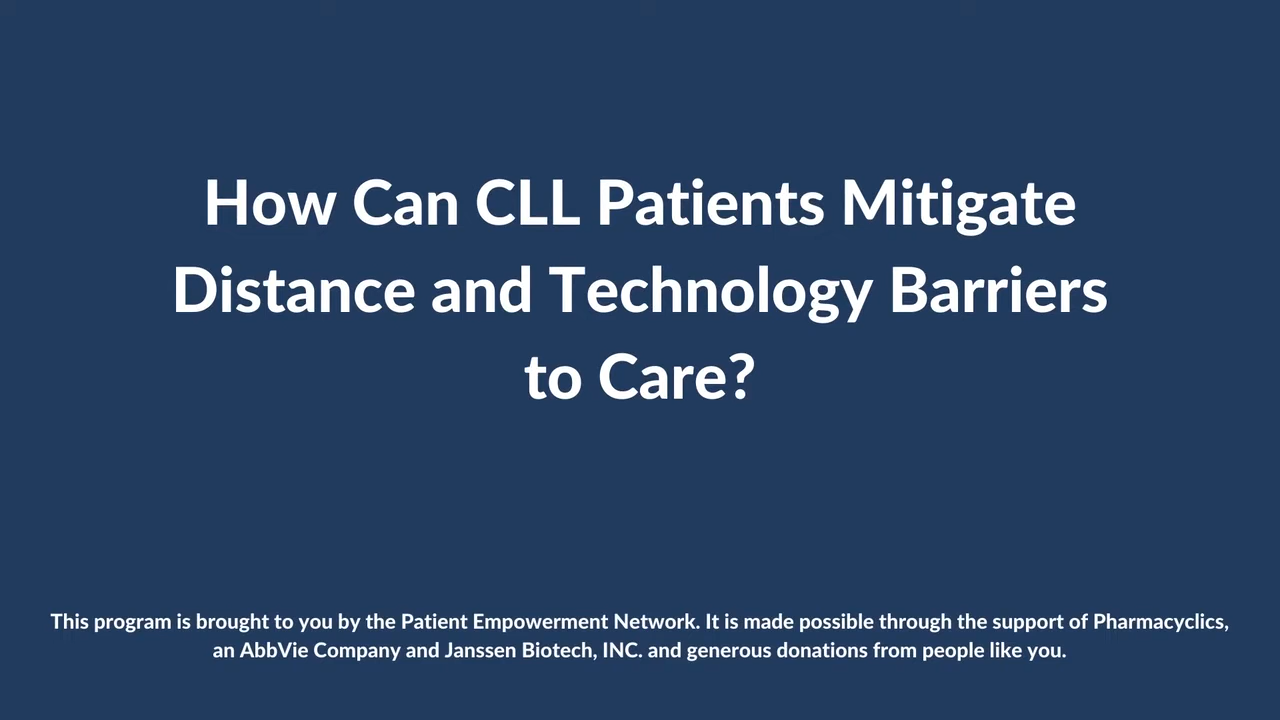 How Can CLL Patients Mitigate
Distance and Technology Barriers
to Care?
This program is brought to you by the Patient Empowerment Network. It is made possible through the support of Pharmacyclics,
an AbbVie Company and Janssen Biotech, INC. and generous donations from people like you.